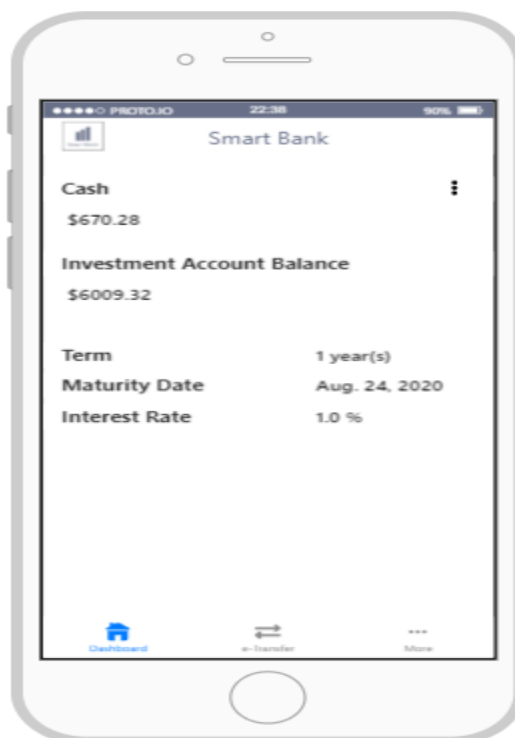 ●●●●○ PROTO.IO 22:38 90%
Smart Bank
Cash
$670.28
Investment Account Balance
$6009.32
Term 1 year(s)
Maturity Date Aug. 24, 2020
Interest Rate 1.0 %
Dashboard e-Transfer More